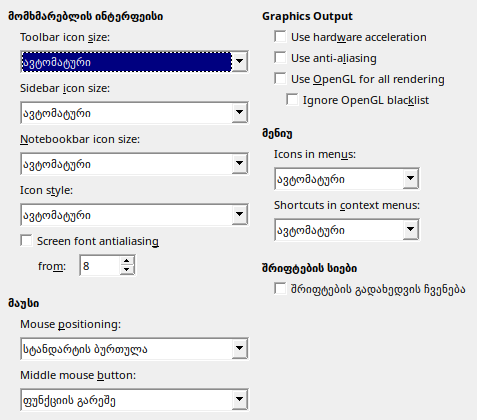 მომხმარებლის ინტერფეისი
Toolbar icon size:
ავტომატური
Sidebar icon size:
ავტომატური
Notebookbar icon size:
ავტომატური
Icon style:
ავტომატური
Screen font antialiasing
from: 8
მაუსი
Mouse positioning:
სტანდარტის ბურთულა
Middle mouse button:
ფუნქციის გარეშე
Graphics Output
Use hardware acceleration
Use anti-aliasing
Use OpenGL for all rendering
Ignore OpenGL blacklist
მენიუ
Icons in menus:
ავტომატური
Shortcuts in context menus:
ავტომატური
შრიფტების სიები
შრიფტების გადახედვის ჩვენება